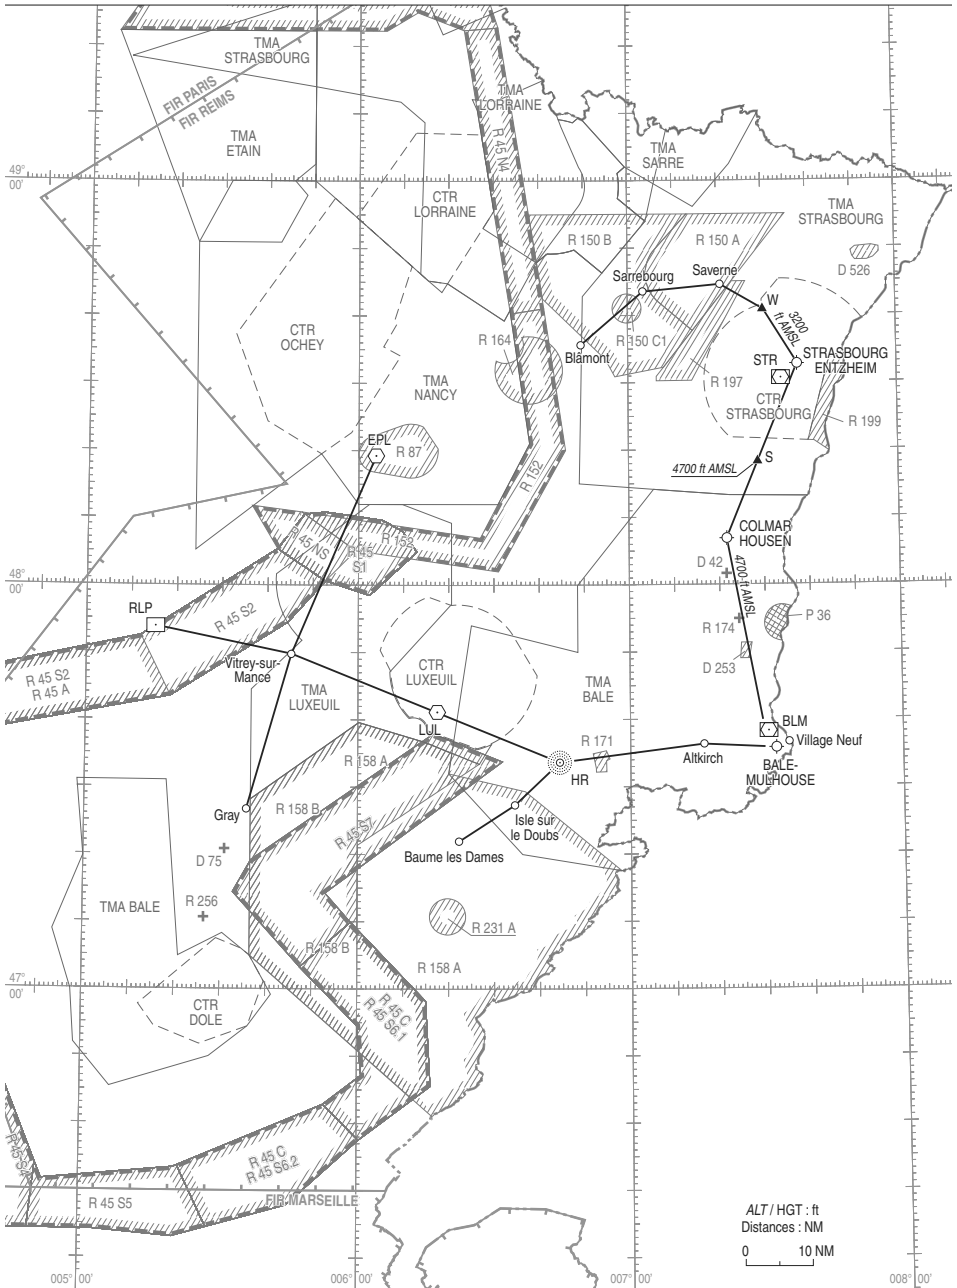 TMA
STRASBOURG
FIR PARIS
FIR REIMS
TMA
LORRAINE
R 45 N4
TMA
ETAIN
TMA
SARRE
49°
00'
CTR
LORRAINE
TMA
STRASBOURG
R 150 B
R 150 A
D 526
Sarrebourg
Saverne
W
3200
ft AMSL
CTR
OCHEY
R 164
Blâmont
R 150 C1
STR
STRASBOURG
ENTZHEIM
R 197
TMA
NANCY
CTR
STRASBOURG
R 199
EPL
R 87
4700 ft AMSL
S
R 152
R 45 NS
R 152
R 45
S1
COLMAR
HOUSEN
48°
00'
D 42
4700 ft AMSL
RLP
R 45 S2
R 174
P 36
Vitrey-sur-
Mance
CTR
LUXEUIL
D 253
R 45 S2
R 45 A
TMA
LUXEUIL
TMA
BALE
LUL
BLM
Village Neuf
R 171
Altkirch
BALE-
MULHOUSE
R 158 A
HR
Gray
R 158 B
R 45 S7
Isle sur
le Doubs
Baume les Dames
D 75
R 256
TMA BALE
R 231 A
R 158 B
R 158 A
47°
00'
CTR
DOLE
R 45 C
R 45 S6.1
R 45 S4
R 45 C
R 45 S6.2
R 45 S5
FIR MARSEILLE
ALT / HGT : ft
Distances : NM
0
10 NM
005° 00'
006° 00'
007° 00'
008° 00'